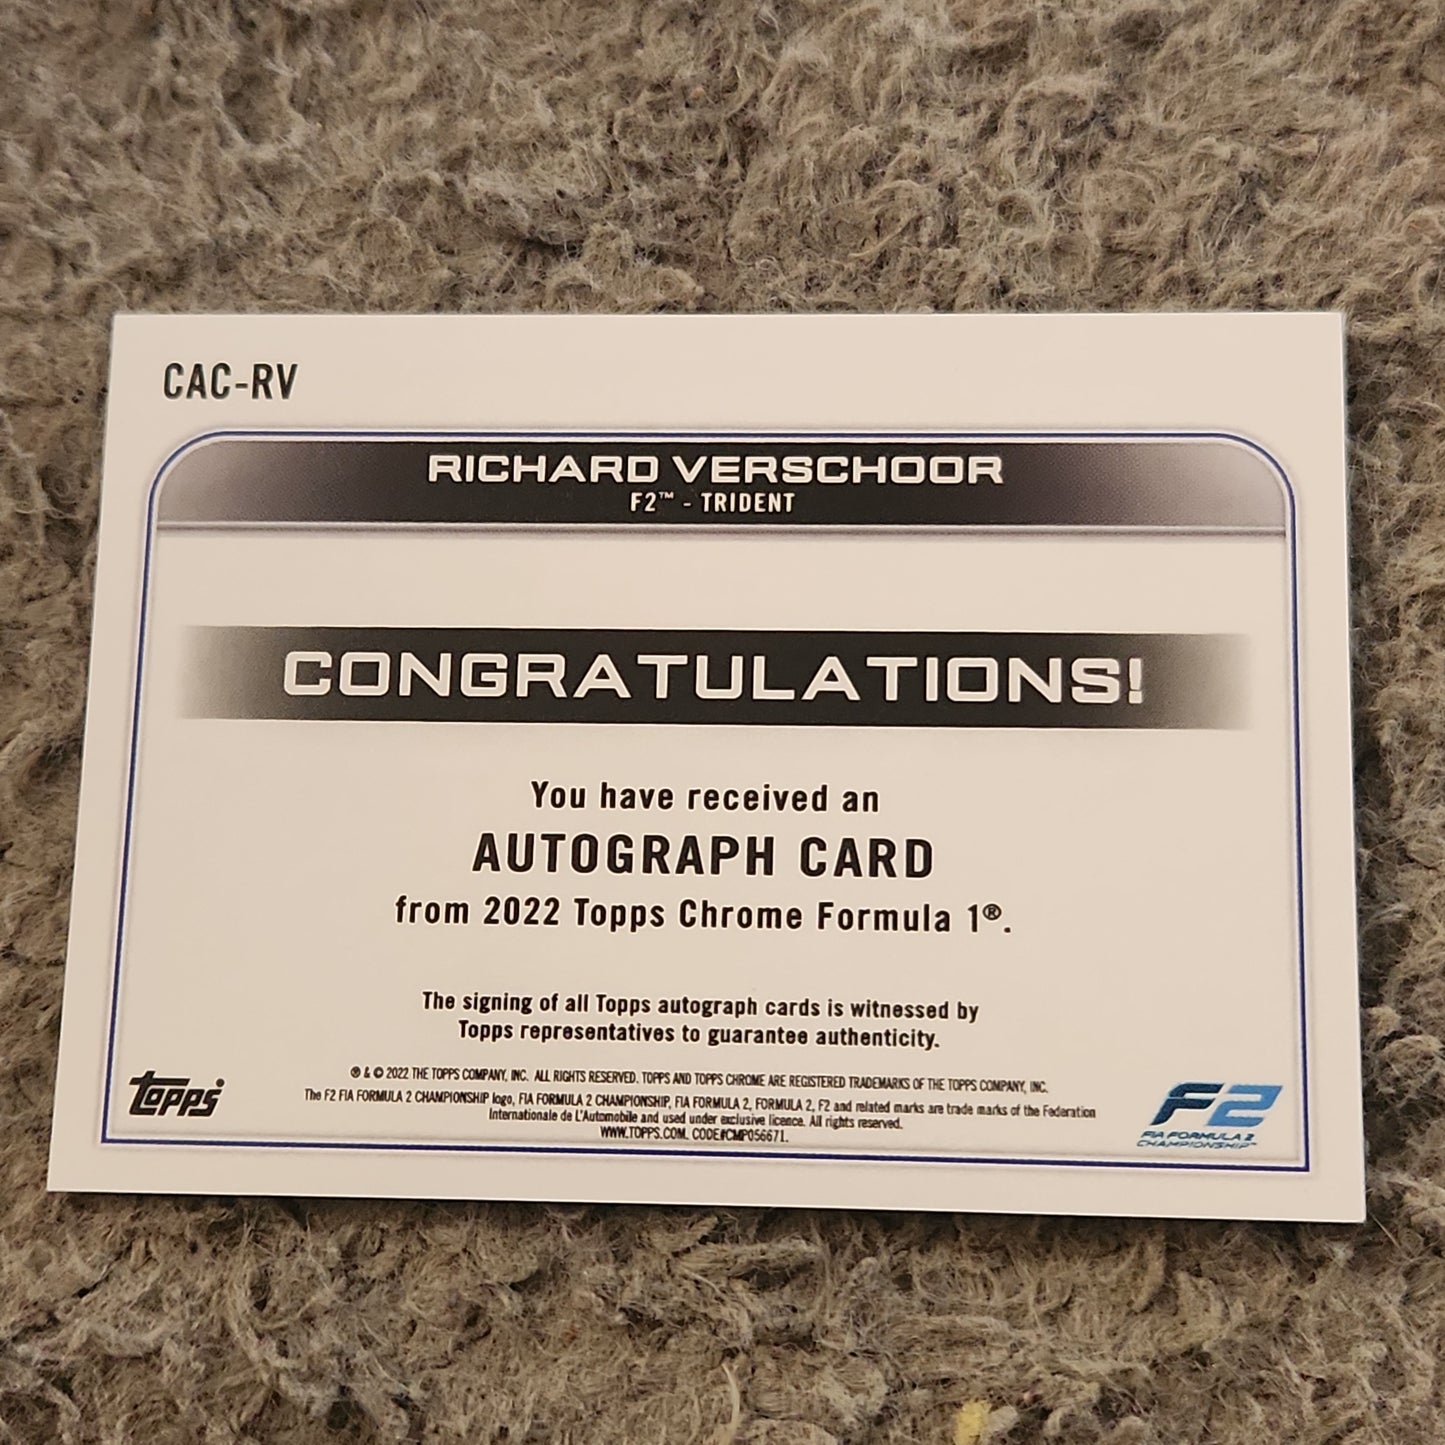 CAC-RV
RICHARD VERSCHOOR
F2™ - TRIDENT
CONGRATULATIONS!
You have received an
AUTOGRAPH CARD
from 2022 Topps Chrome Formula 1®.
The signing of all Topps autograph cards is witnessed by
Topps representatives to guarantee authenticity.
® & © 2022 THE TOPPS COMPANY, INC. ALL RIGHTS RESERVED. TOPPS AND TOPPS CHROME ARE REGISTERED TRADEMARKS OF THE TOPPS COMPANY, INC.
The F2 FIA FORMULA 2 CHAMPIONSHIP logo, FIA FORMULA 2 CHAMPIONSHIP, FIA FORMULA 2, FORMULA 2, F2 and related marks are trade marks of the Federation
Internationale de L'Automobile and used under exclusive licence. All rights reserved.
WWW.TOPPS.COM. CODE#CMP056671.
TOPPS
F2
FIA FORMULA 2
CHAMPIONSHIP™